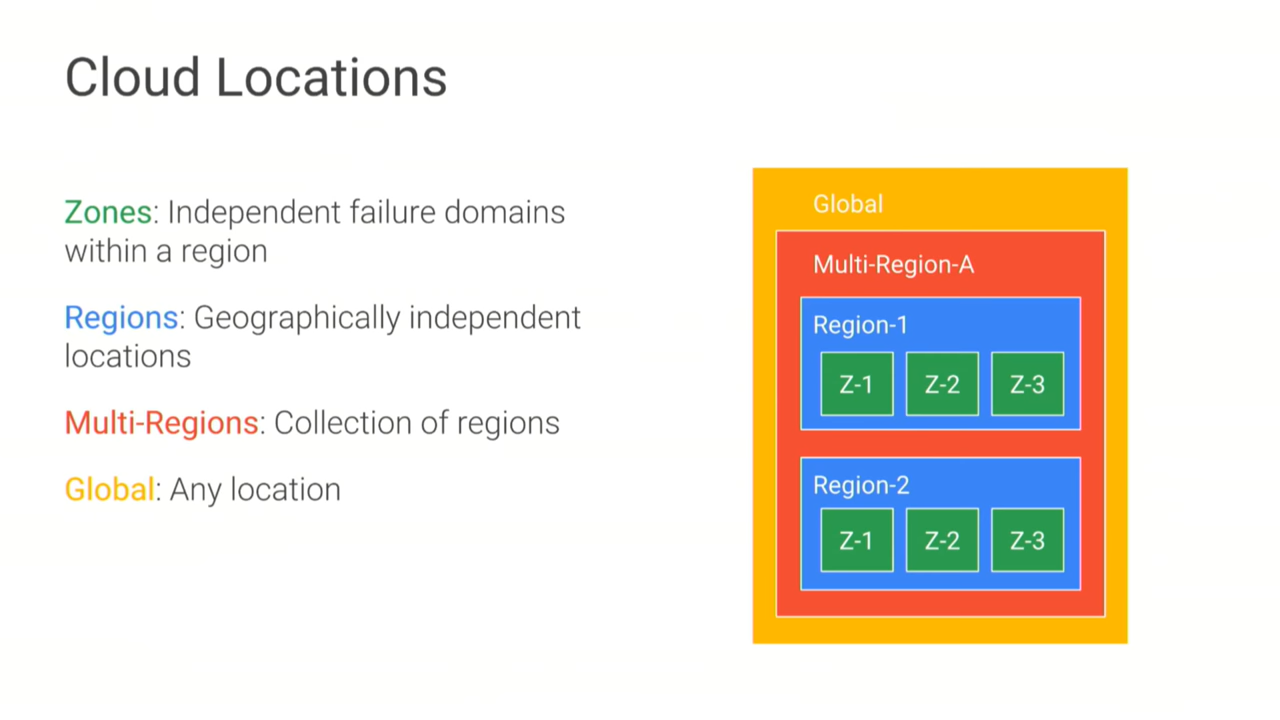 Cloud Locations
Zones: Independent failure domains
within a region
Regions: Geographically independent
locations
Multi-Regions: Collection of regions
Global: Any location
Global
Multi-Region-A
Region-1
Z-1 Z-2 Z-3
Region-2
Z-1 Z-2 Z-3